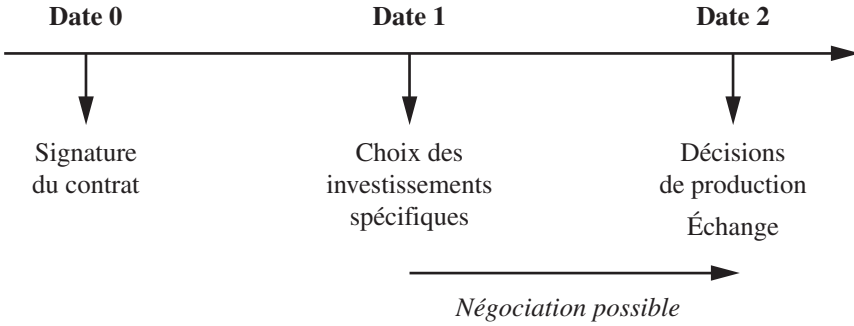 Date 0
Date 1
Date 2
Signature
du contrat
Choix des
investissements
spécifiques
Décisions
de production
Échange
Négociation possible